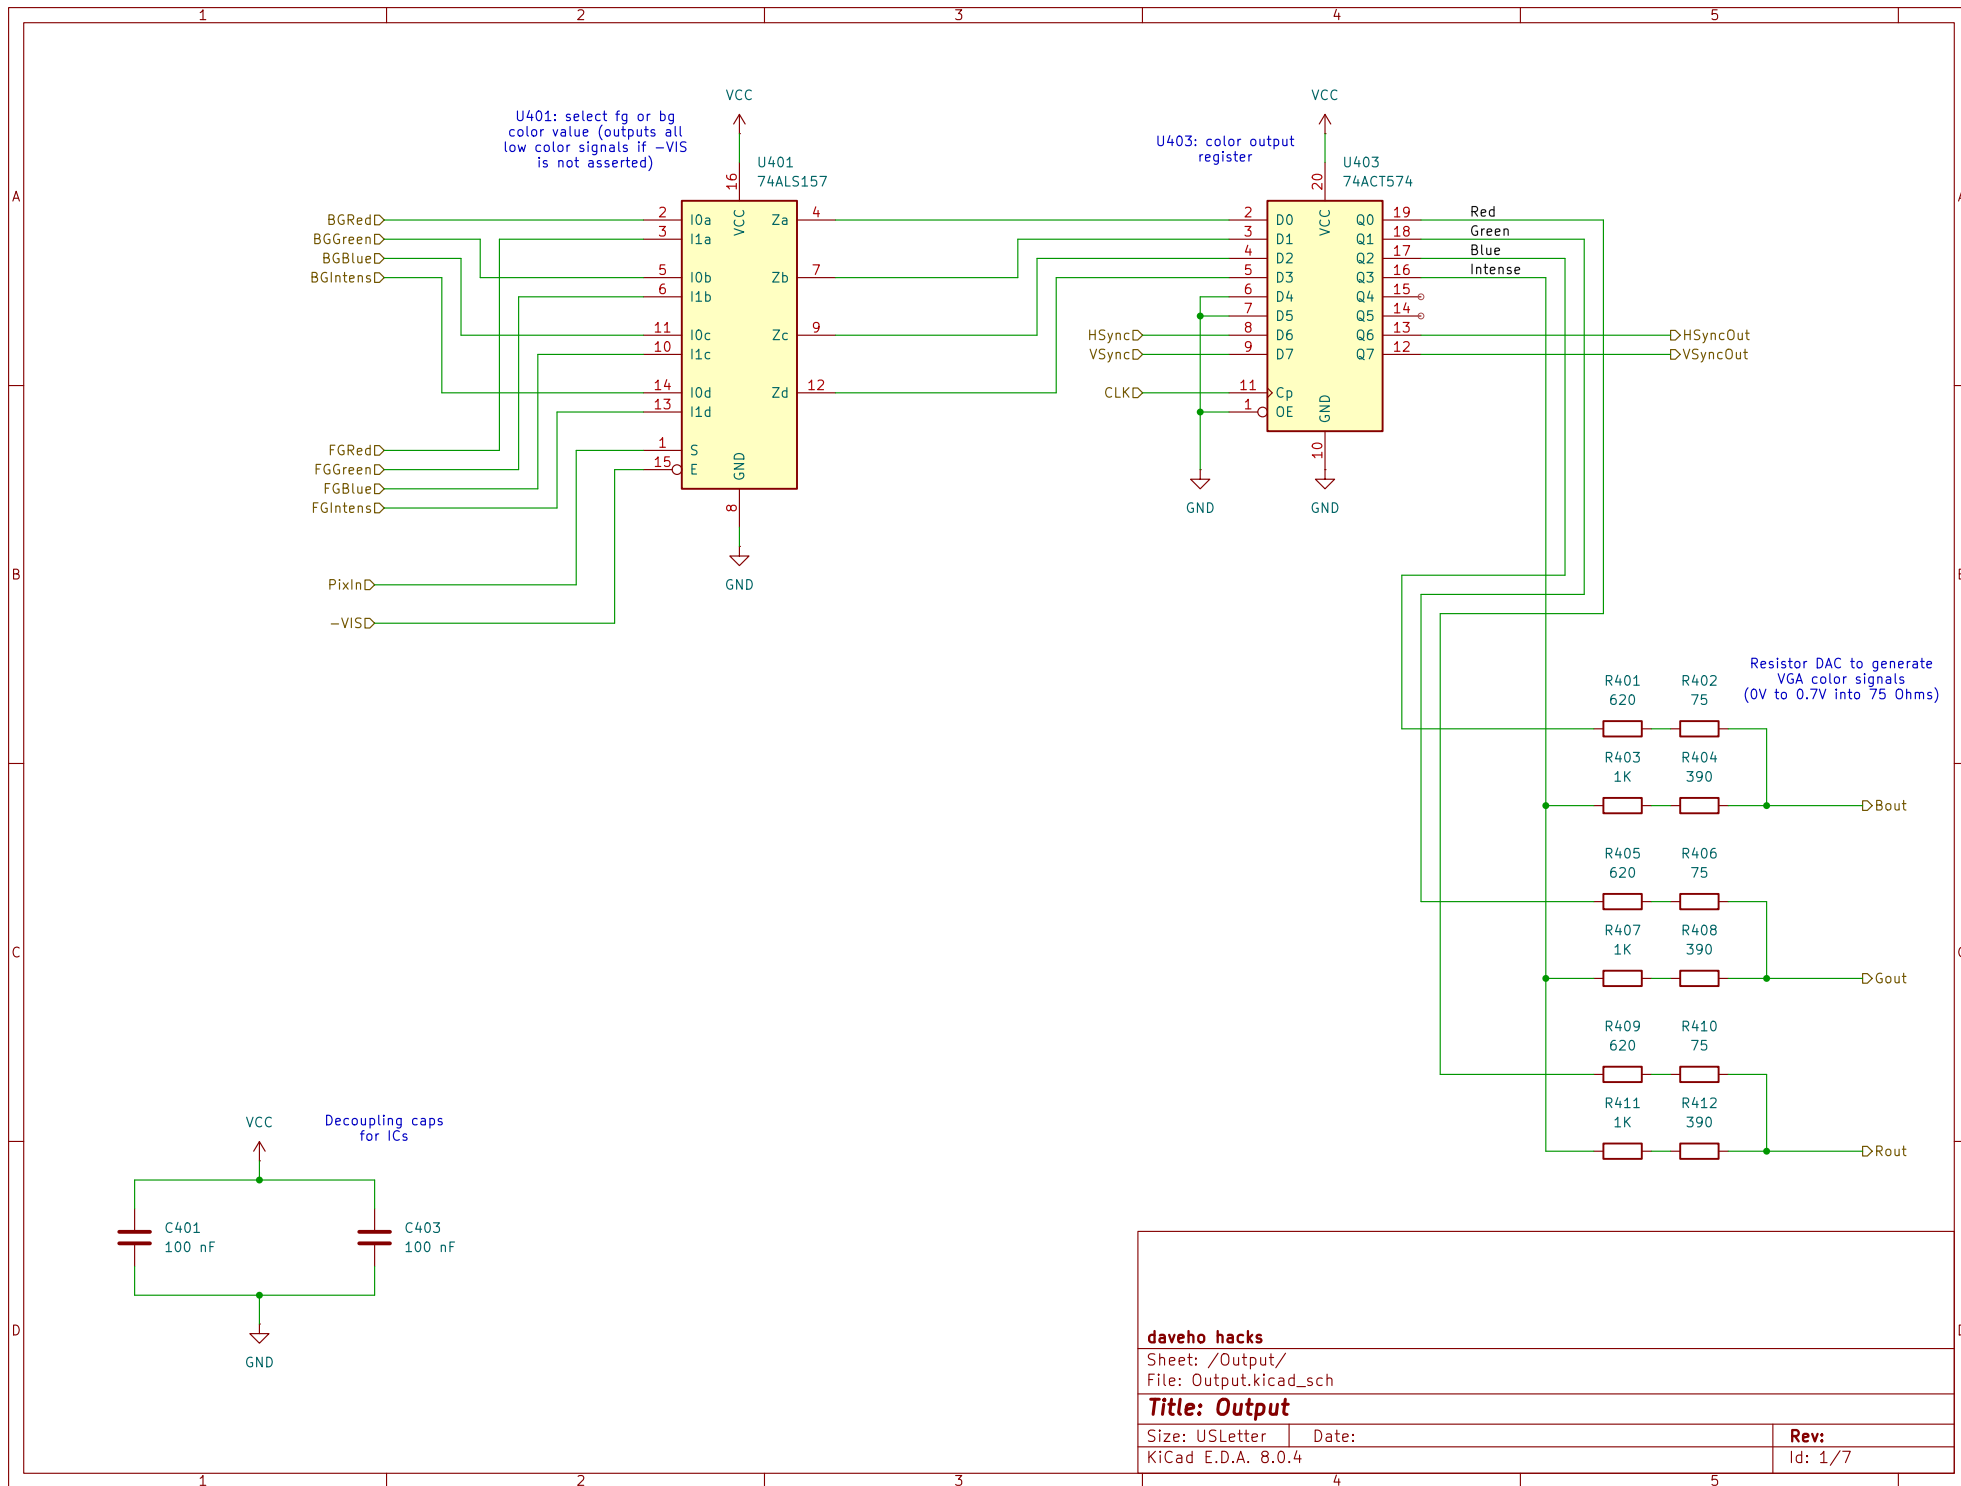 1 2 3 4 5
A
B
C
D
A
C
VCC
U401: select fg or bg
color value (outputs all
low color signals if -VIS
is not asserted)
U401
74ALS157
16
VCC
BGRed
BGGreen
BGBlue
BGIntens
FGRed
FGGreen
FGBlue
FGIntens
PixIn
-VIS
2 I0a
3 I1a
5 I0b
6 I1b
11 I0c
10 I1c
14 I0d
13 I1d
1 S
15 E
Za 4
Zb 7
Zc 9
Zd 12
GND
8
GND
VCC
U403: color output
register
U403
74ACT574
20
VCC
HSync
VSync
CLK
2 D0
3 D1
4 D2
5 D3
6 D4
7 D5
8 D6
9 D7
11 Cp
1 OE
Q0 19 Red
Q1 18 Green
Q2 17 Blue
Q3 16 Intense
Q4 15
Q5 14
Q6 13
Q7 12
HSyncOut
VSyncOut
GND
10
GND
GND
Resistor DAC to generate
VGA color signals
(0V to 0.7V into 75 Ohms)
R401
620
R402
75
R403
1K
R404
390
Bout
R405
620
R406
75
R407
1K
R408
390
Gout
R409
620
R410
75
R411
1K
R412
390
Rout
VCC
Decoupling caps
for ICs
C401
100 nF
C403
100 nF
GND
daveho hacks
Sheet: /Output/
File: Output.kicad_sch
Title: Output
Size: USLetter
Date:
Rev:
KiCad E.D.A. 8.0.4
Id: 1/7
1 2 3 4 5